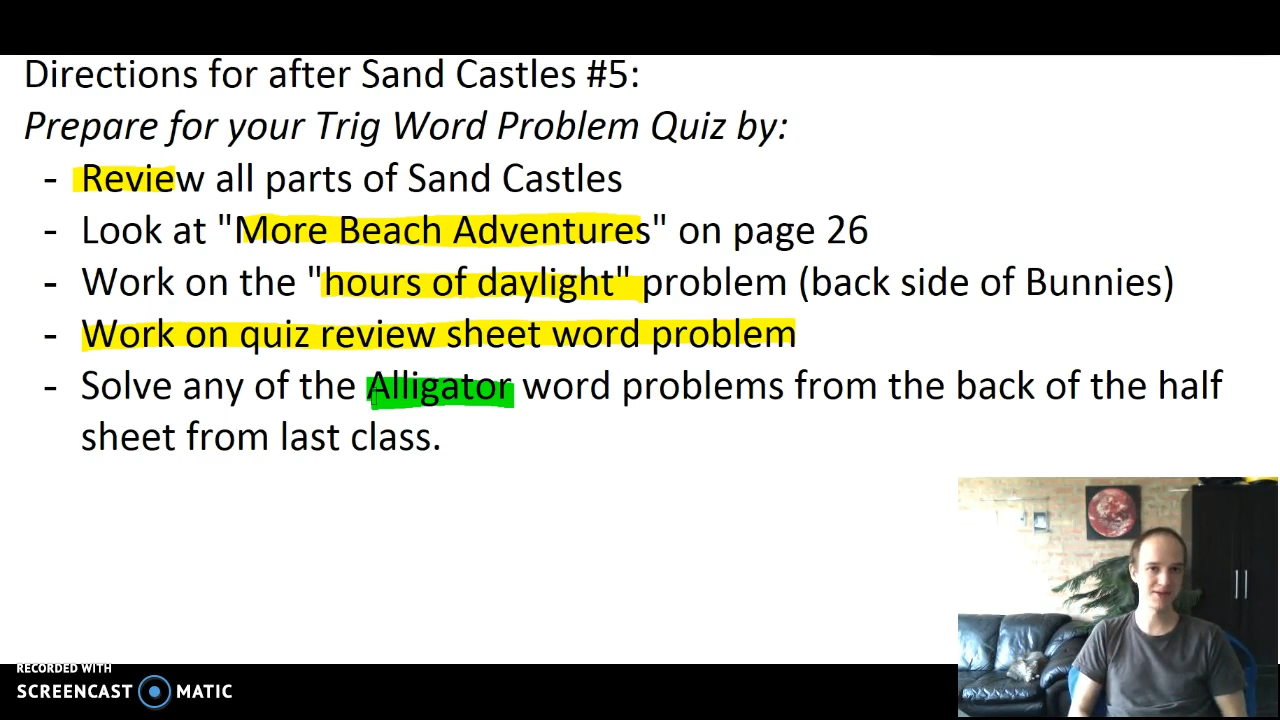 Directions for after Sand Castles #5:
Prepare for your Trig Word Problem Quiz by:
- Review all parts of Sand Castles
- Look at "More Beach Adventures" on page 26
- Work on the "hours of daylight" problem (back side of Bunnies)
- Work on quiz review sheet word problem
- Solve any of the Alligator word problems from the back of the half
sheet from last class.
RECORDED WITH
SCREENCAST MATIC